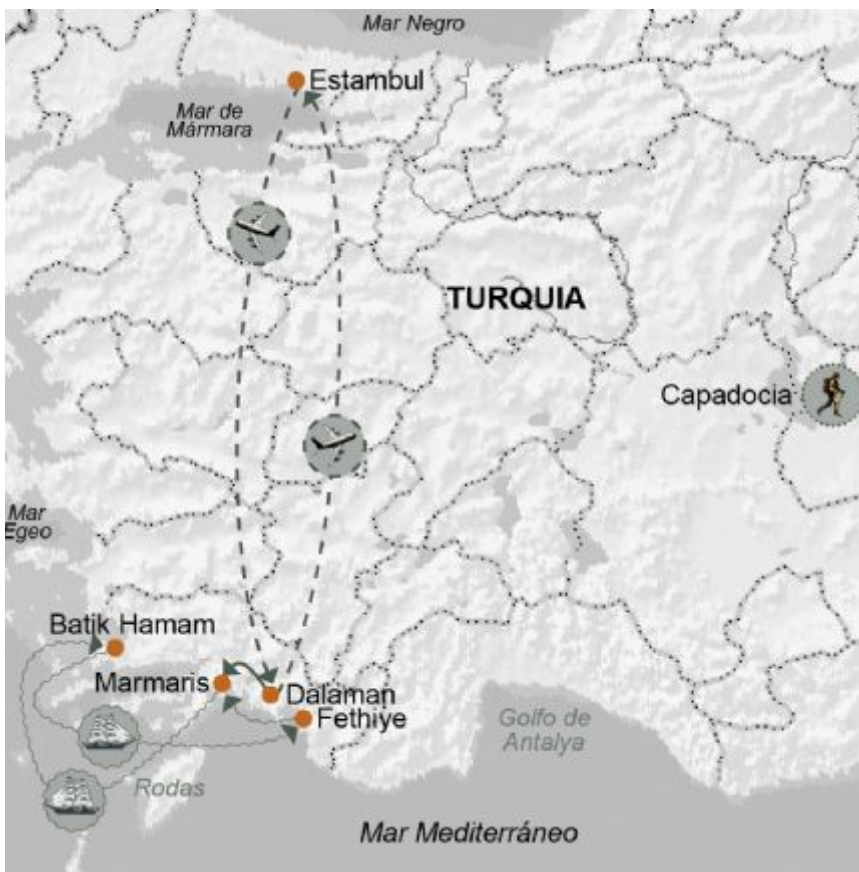 Mar Negro
Estambul
Mar de
Mármara
TURQUIA
Capadocia
Mar
Egeo
Batik Hamam
Marmaris
Dalaman
Fethiye
Golfo de
Antalya
Rodas
Mar Mediterráneo